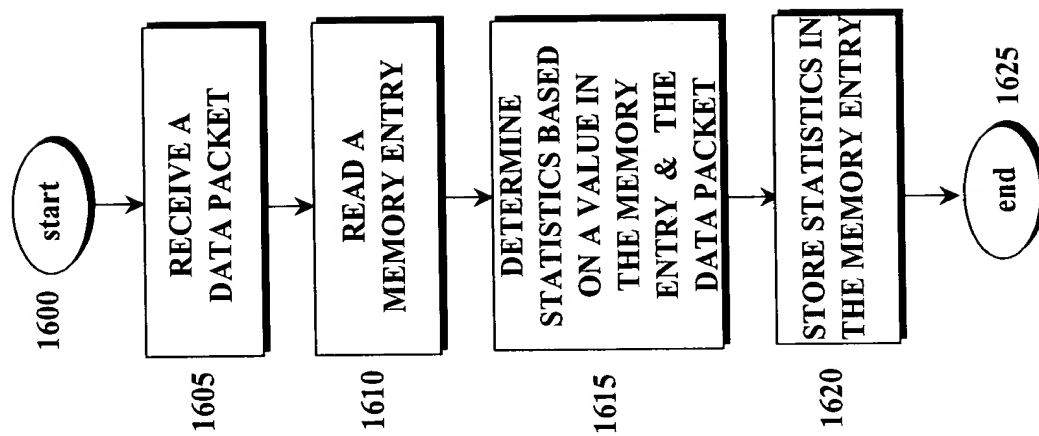 1600
start
1605
RECEIVE A
DATA PACKET
1610
READ A
MEMORY ENTRY
1615
DETERMINE
STATISTICS BASED
ON A VALUE IN
THE MEMORY
ENTRY & THE
DATA PACKET
1620
STORE STATISTICS IN
THE MEMORY ENTRY
end
1625